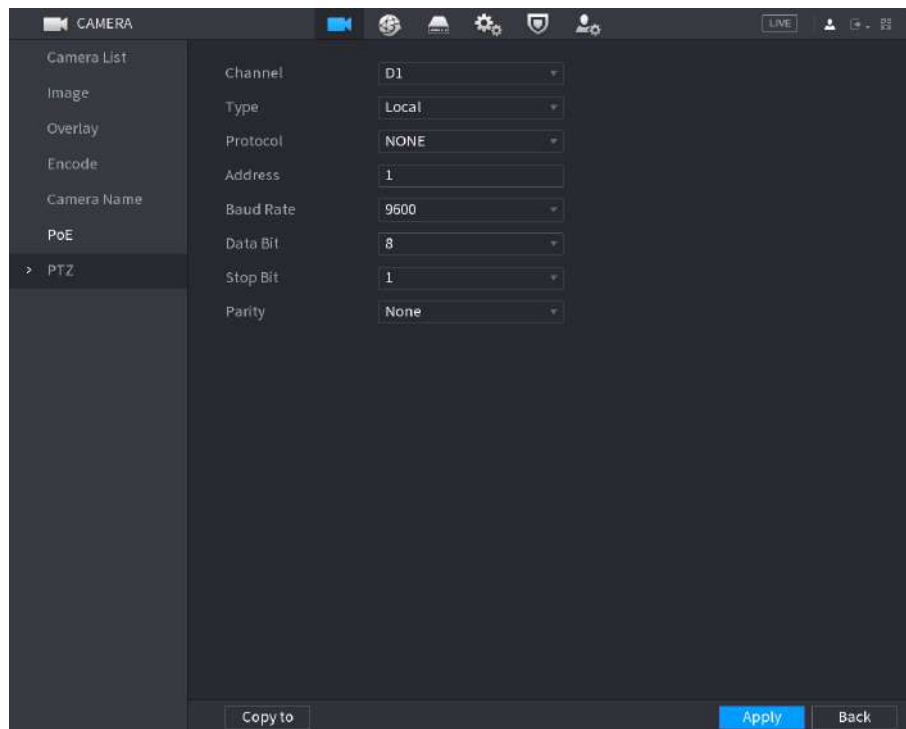 CAMERA
LIVE
Camera List
Image
Overlay
Encode
Camera Name
PoE
> PTZ
Channel D1
Type Local
Protocol NONE
Address 1
Baud Rate 9600
Data Bit 8
Stop Bit 1
Parity None
Copy to
Apply
Back